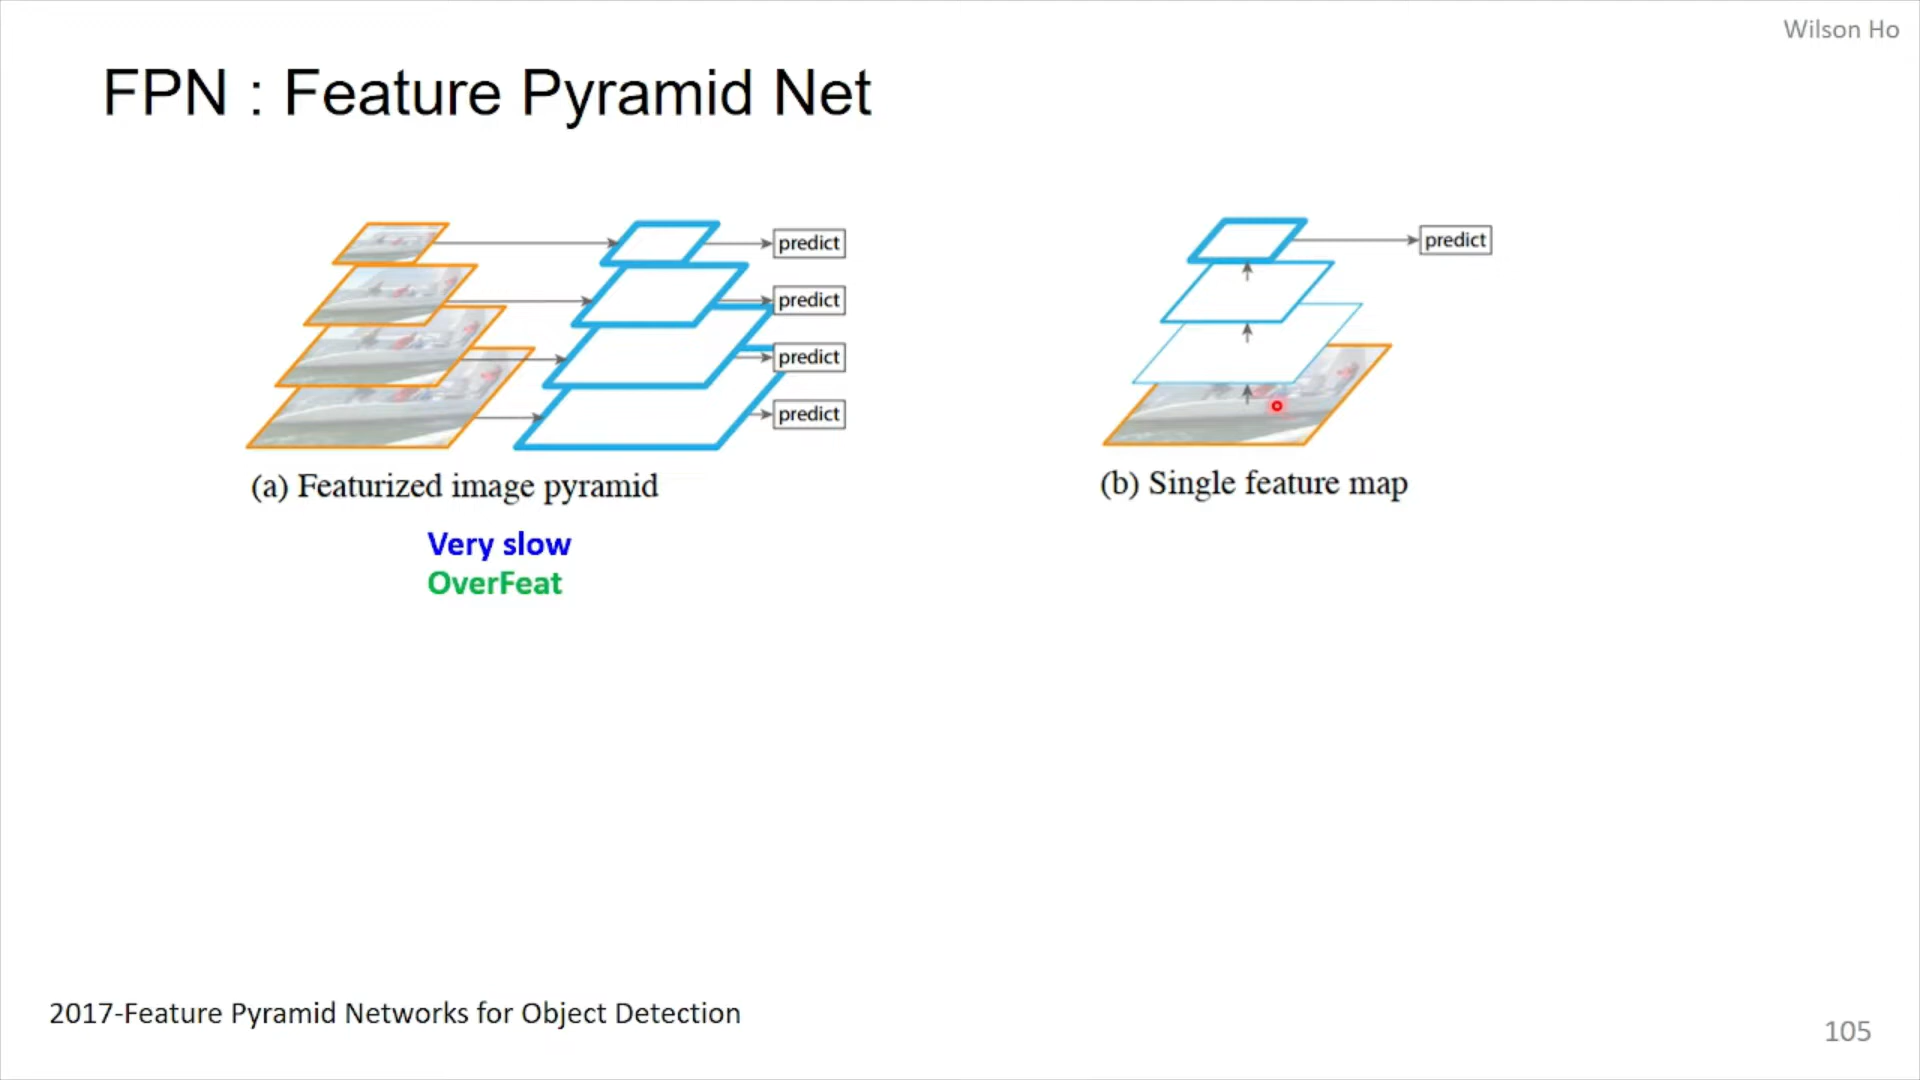 Wilson Ho
FPN : Feature Pyramid Net
predict
predict
predict
predict
(a) Featurized image pyramid
Very slow
OverFeat
predict
(b) Single feature map
2017-Feature Pyramid Networks for Object Detection
105